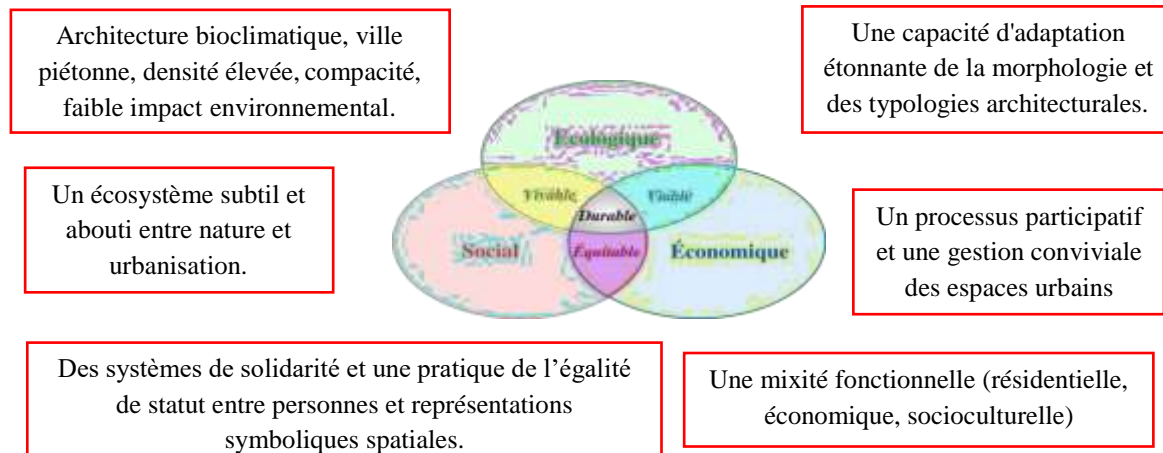 Architecture bioclimatique, ville
piétonne, densité élevée, compacité,
faible impact environnemental.
Une capacité d'adaptation
étonnante de la morphologie et
des typologies architecturales.
Ecologique
Un écosystème subtil et
abouti entre nature et
urbanisation.
Vivable
Viable
Durable
Social
Équitable
Économique
Un processus participatif
et une gestion conviviale
des espaces urbains
Des systèmes de solidarité et une pratique de l’égalité
de statut entre personnes et représentations
symboliques spatiales.
Une mixité fonctionnelle (résidentielle,
économique, socioculturelle)